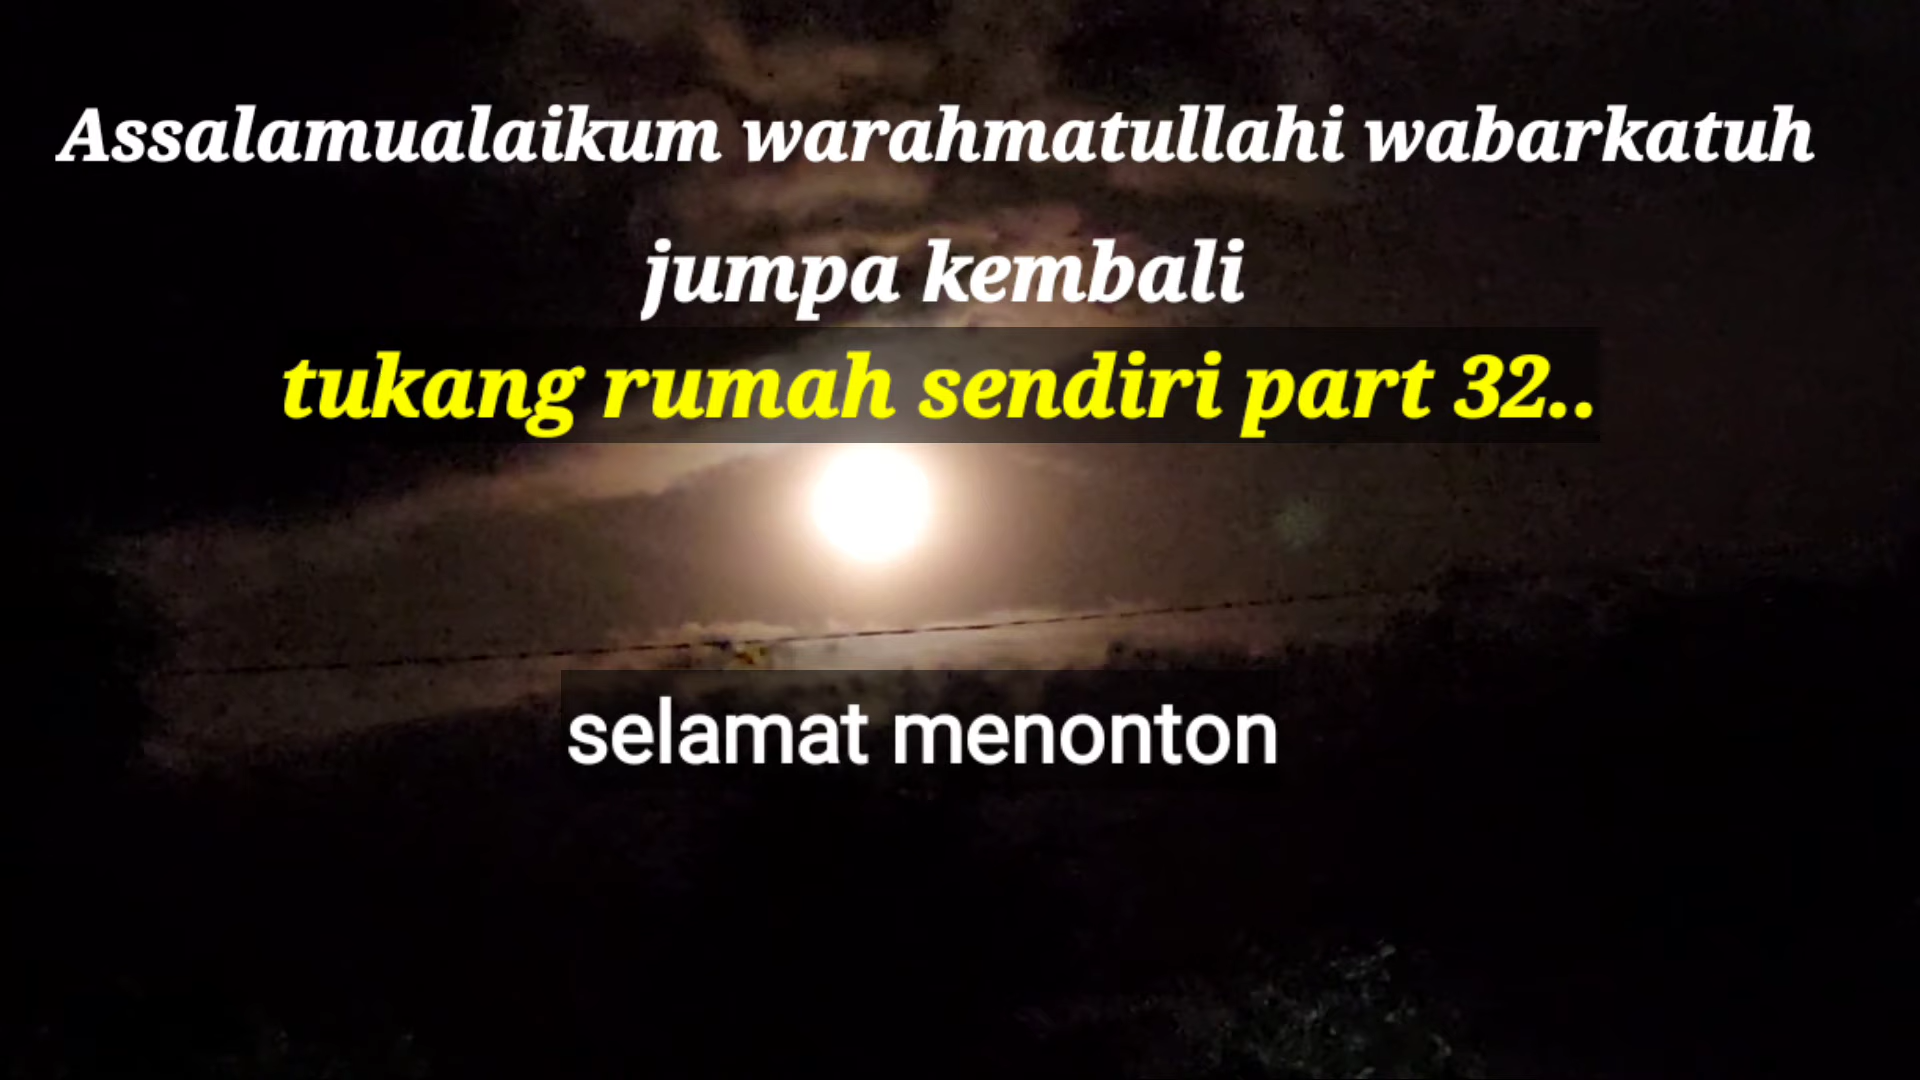 Assalamualaikum warahmatullahi wabarkatuh
jumpa kembali
tukang rumah sendiri part 32..
selamat menonton